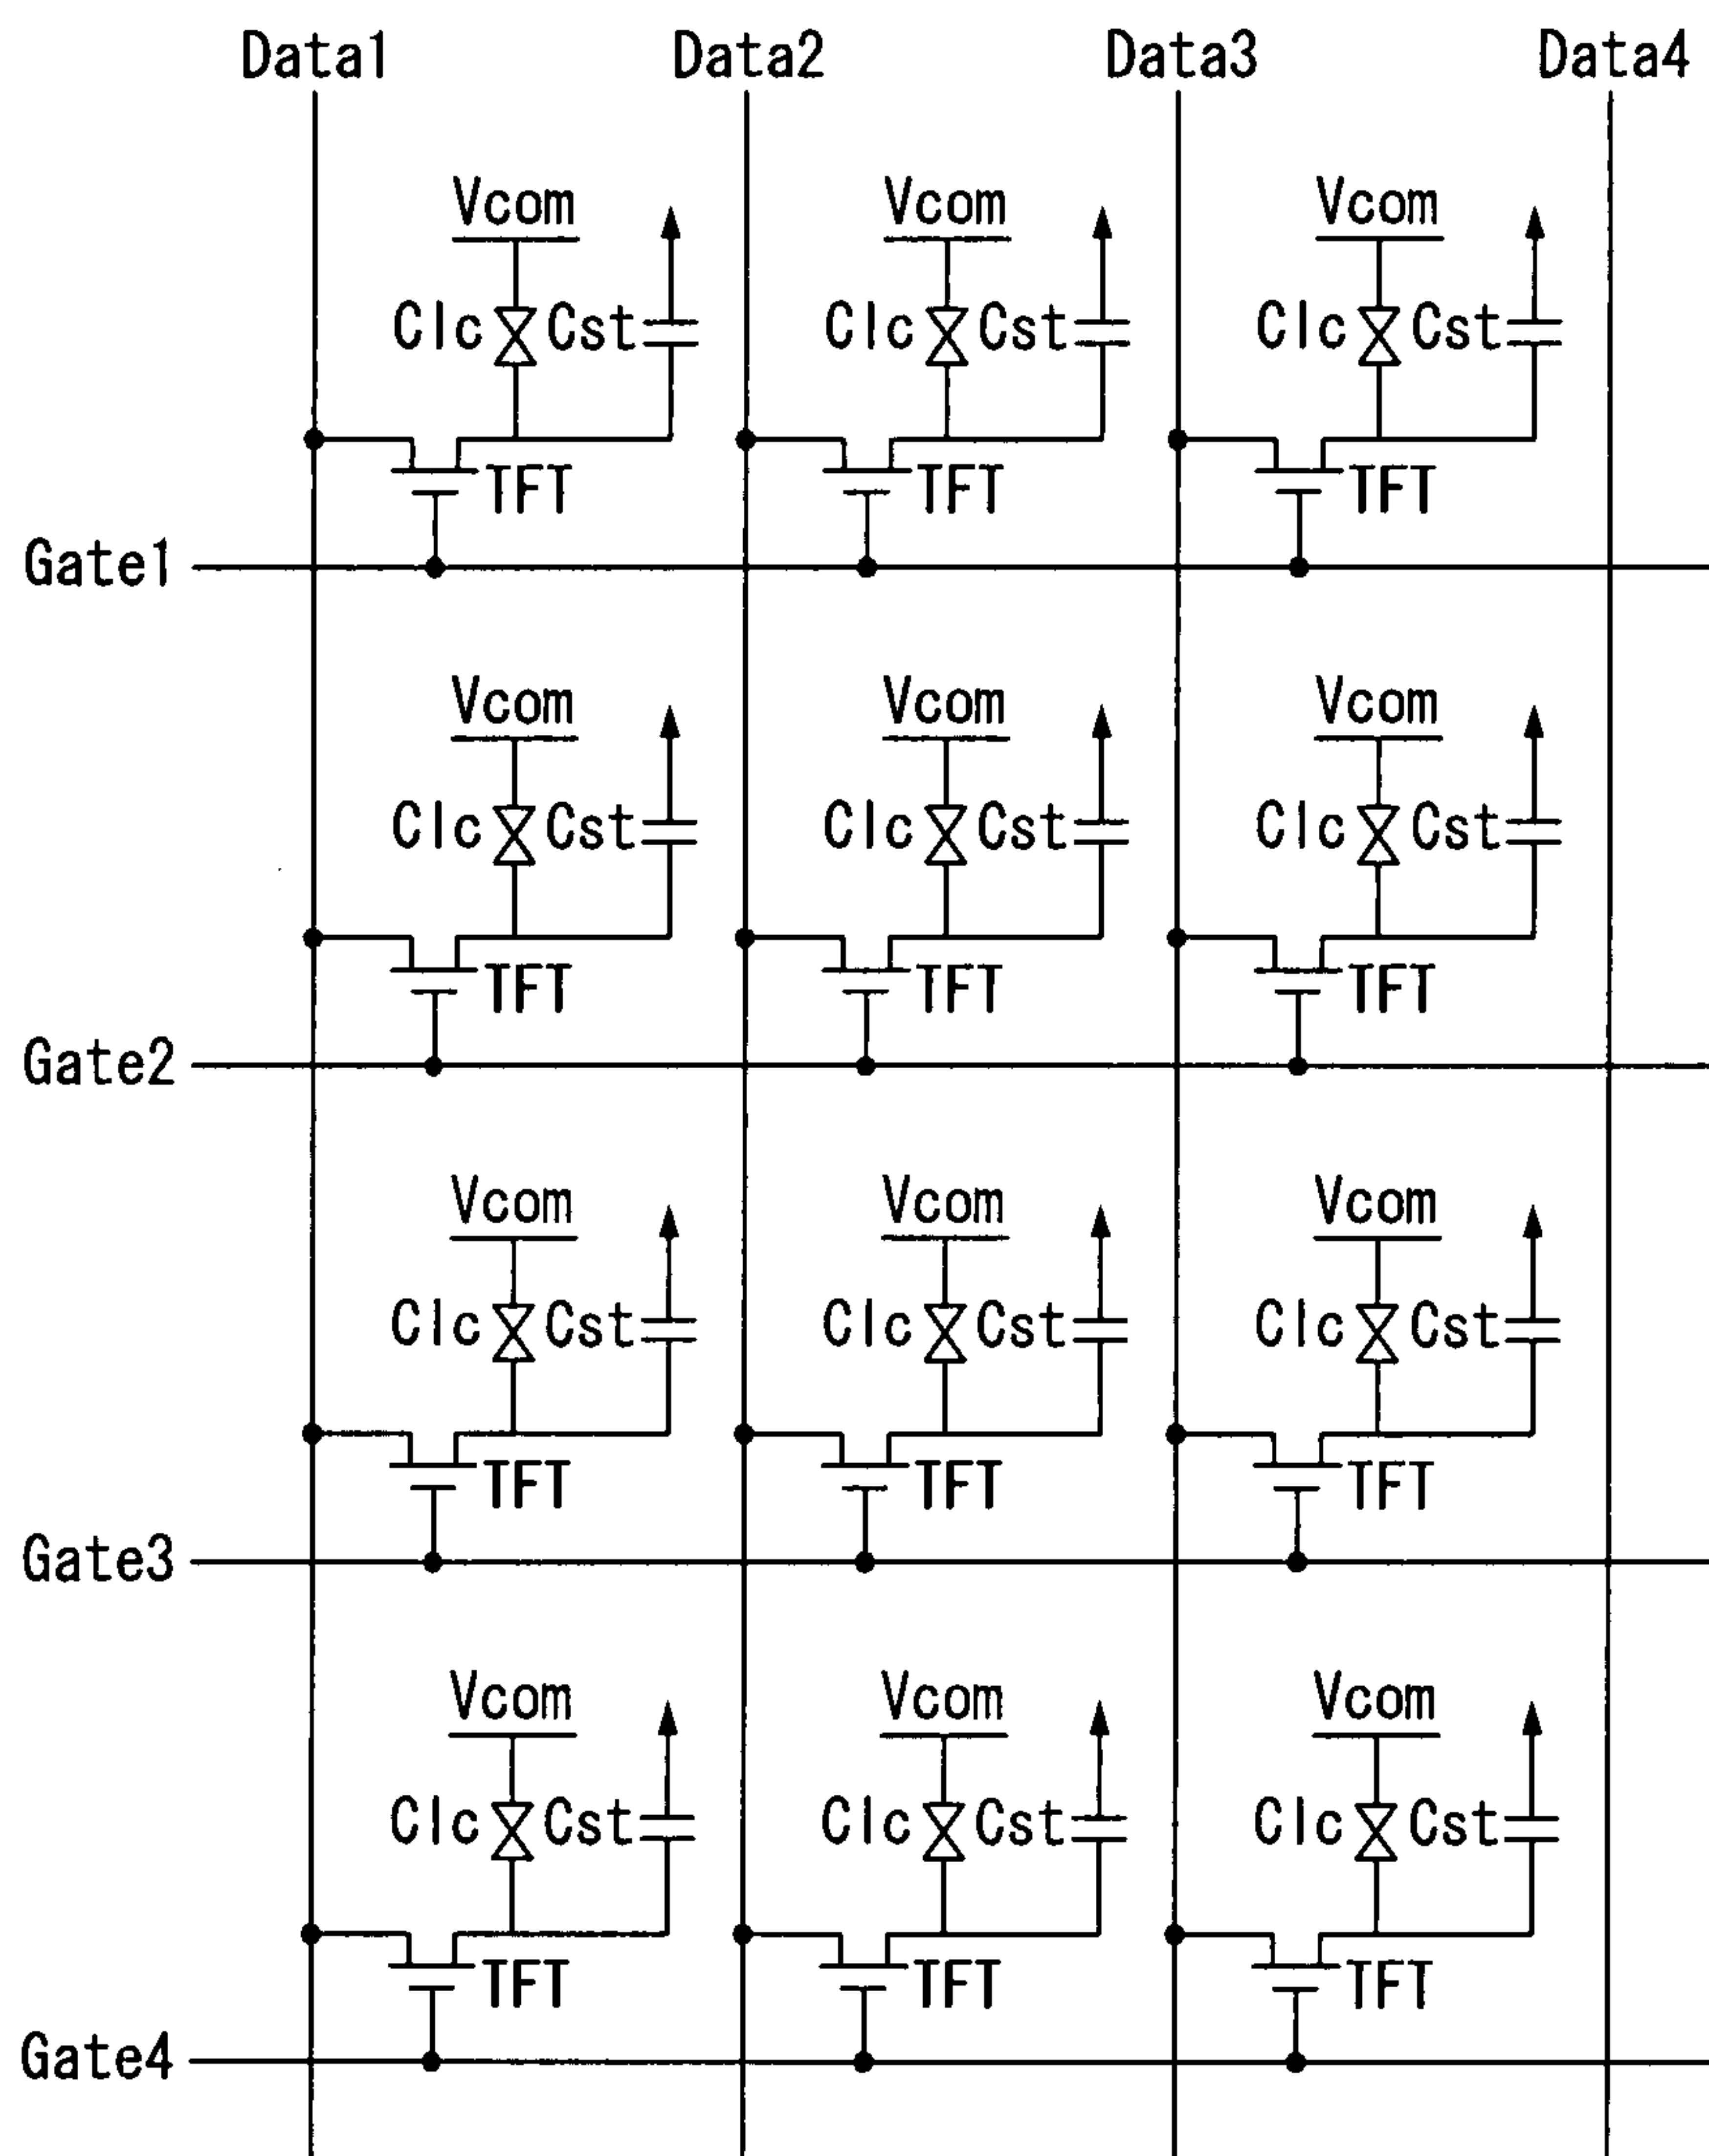 Data1 Data2 Data3 Data4
Vcom Vcom Vcom
Clc Cst Clc Cst Clc Cst
TFT TFT TFT
Gate1
Vcom Vcom Vcom
Clc Cst Clc Cst Clc Cst
TFT TFT TFT
Gate2
Vcom Vcom Vcom
Clc Cst Clc Cst Clc Cst
TFT TFT TFT
Gate3
Vcom Vcom Vcom
Clc Cst Clc Cst Clc Cst
TFT TFT TFT
Gate4